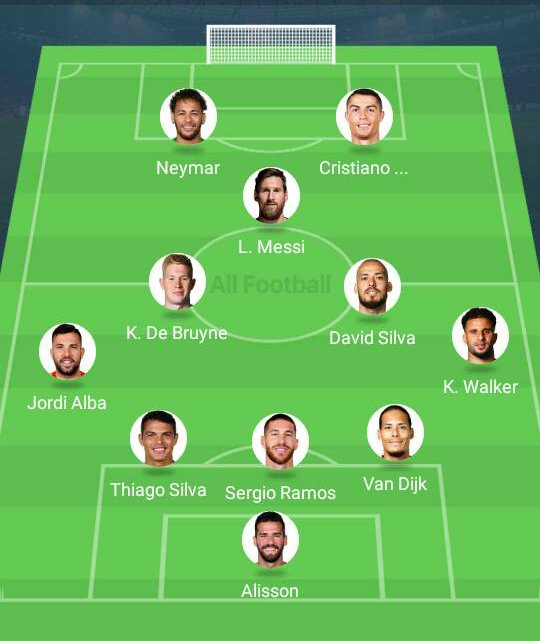 Neymar
Cristiano ...
L. Messi
All Football
K. De Bruyne
David Silva
K. Walker
Jordi Alba
Thiago Silva
Sergio Ramos
Van Dijk
Alisson